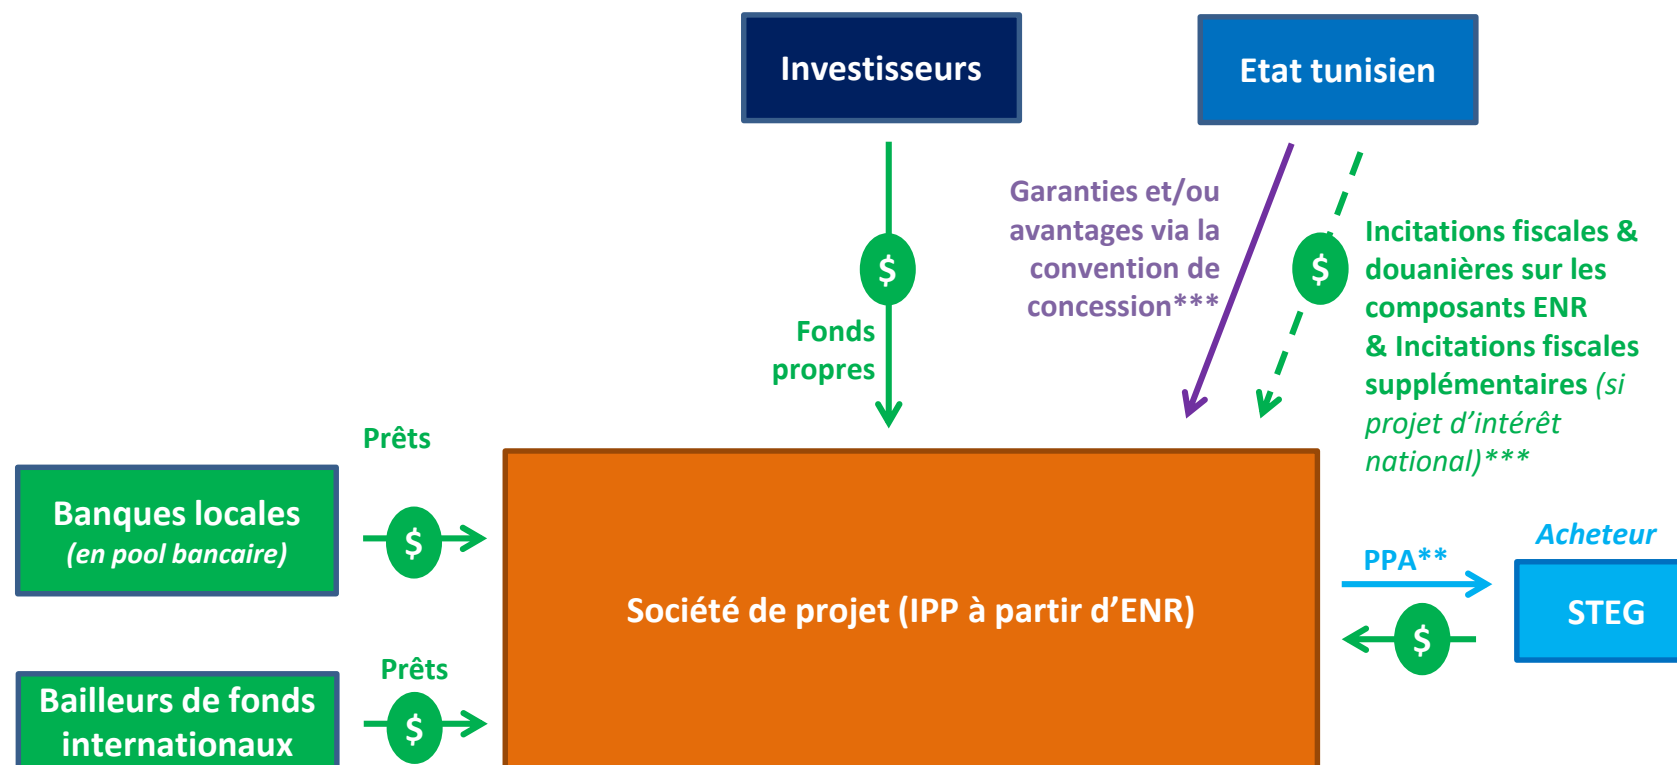 Investisseurs
Etat tunisien
Garanties et/ou
avantages via la
convention de
concession***
$
$
Incitations fiscales &
douanières sur les
composants ENR
& Incitations fiscales
supplémentaires (si
projet d’intérêt
national)***
Fonds
propres
Prêts
Banques locales
(en pool bancaire)
$
Société de projet (IPP à partir d’ENR)
Acheteur
PPA**
STEG
$
Prêts
Bailleurs de fonds
internationaux
$